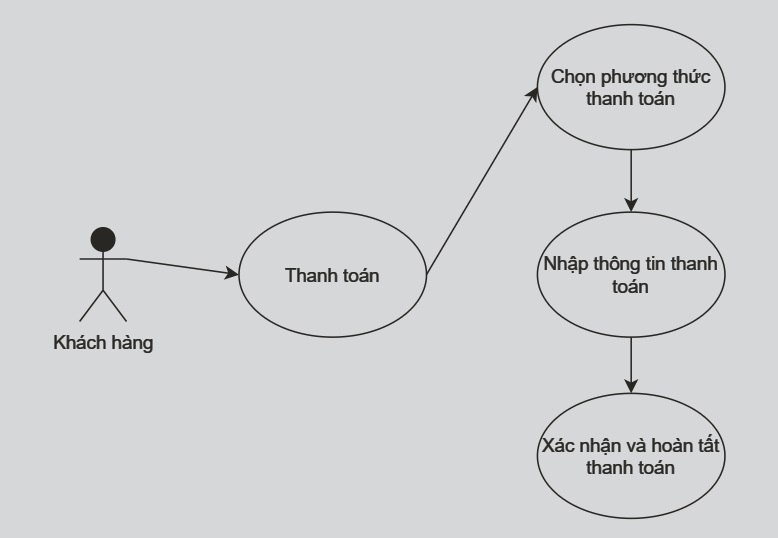 Chọn phương thức
thanh toán
Thanh toán
Nhập thông tin thanh
toán
Khách hàng
Xác nhận và hoàn tất
thanh toán